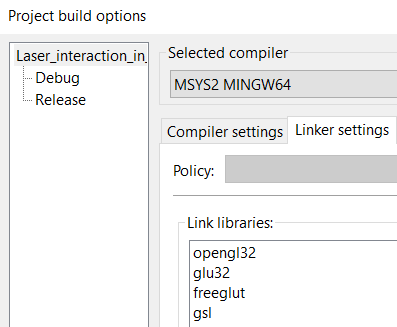 Project build options
Laser_interaction_in_
Debug
Release
Selected compiler
MSYS2 MINGW64
Compiler settings
Linker settings
Policy:
Link libraries:
opengl32
glu32
freeglut
gsl